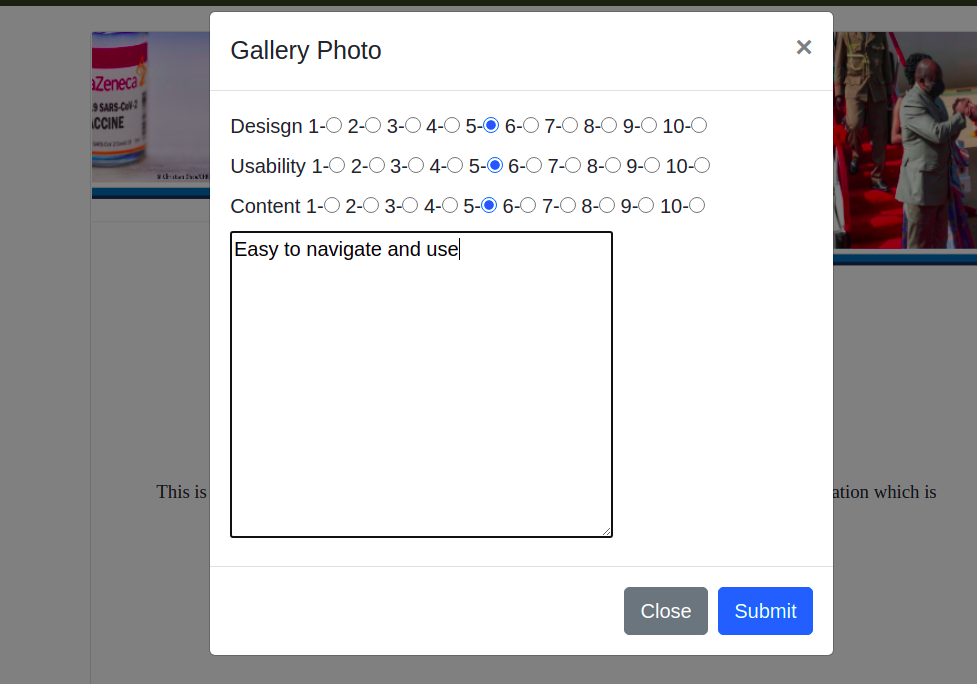 Gallery Photo ×
aZeneca
9 SARS-CoV-2
ACCINE
Desisgn 1- 2- 3- 4- 5- 6- 7- 8- 9- 10-
Usability 1- 2- 3- 4- 5- 6- 7- 8- 9- 10-
Content 1- 2- 3- 4- 5- 6- 7- 8- 9- 10-
Easy to navigate and use
This is
ation which is
Close Submit